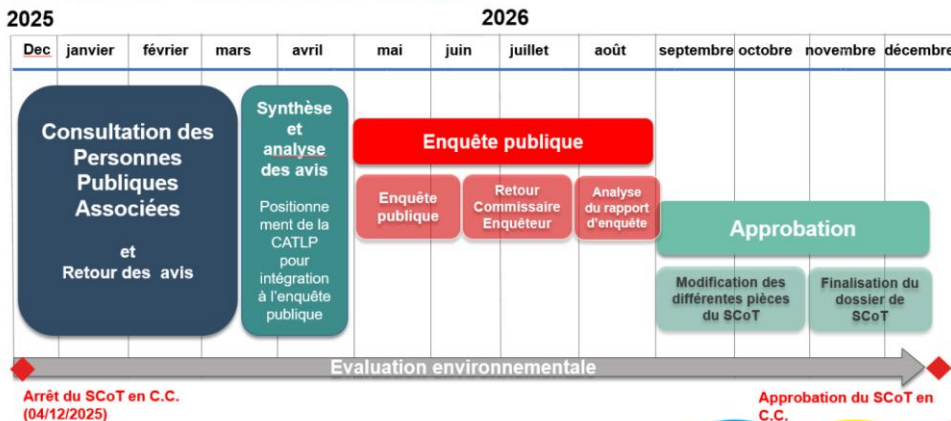 2025
2026
Dec
janvier
février
mars
avril
mai
juin
juillet
août
septembre
octobre
novembre
décembre
Consultation des
Personnes
Publiques
Associées
et
Retour des avis
Synthèse
et
analyse
des avis
Positionne
ment de la
CATLP
pour
intégration
à l'enquête
publique
Enquête publique
Enquête
publique
Retour
Commissaire
Enquêteur
Analyse
du rapport
d'enquête
Approbation
Modification des
différentes pièces
du SCoT
Finalisation du
dossier de
SCoT
Evaluation environnementale
Arrêt du SCoT en C.C.
(04/12/2025)
Approbation du SCoT en
C.C.